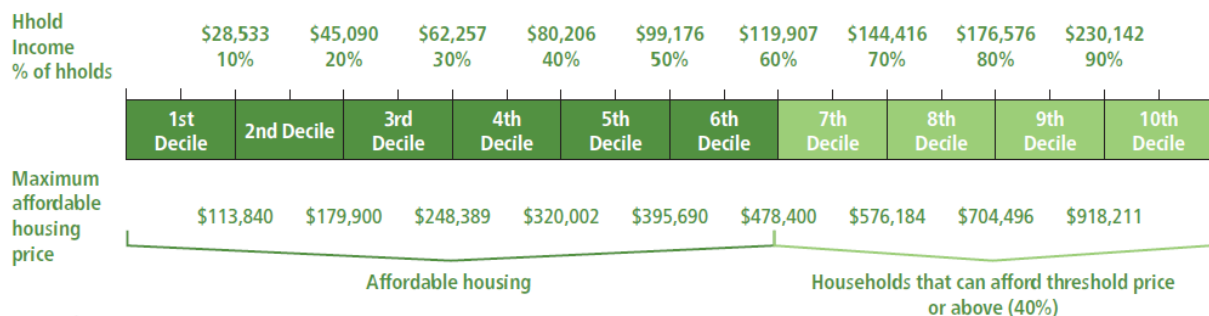 Hhold
Income
% of hholds
$28,533 $45,090 $62,257 $80,206 $99,176 $119,907 $144,416 $176,576 $230,142
10% 20% 30% 40% 50% 60% 70% 80% 90%
1st Decile 2nd Decile 3rd Decile 4th Decile 5th Decile 6th Decile 7th Decile 8th Decile 9th Decile 10th Decile
Maximum
affordable
housing
price
$113,840 $179,900 $248,389 $320,002 $395,690 $478,400 $576,184 $704,496 $918,211
Affordable housing
Households that can afford threshold price
or above (40%)